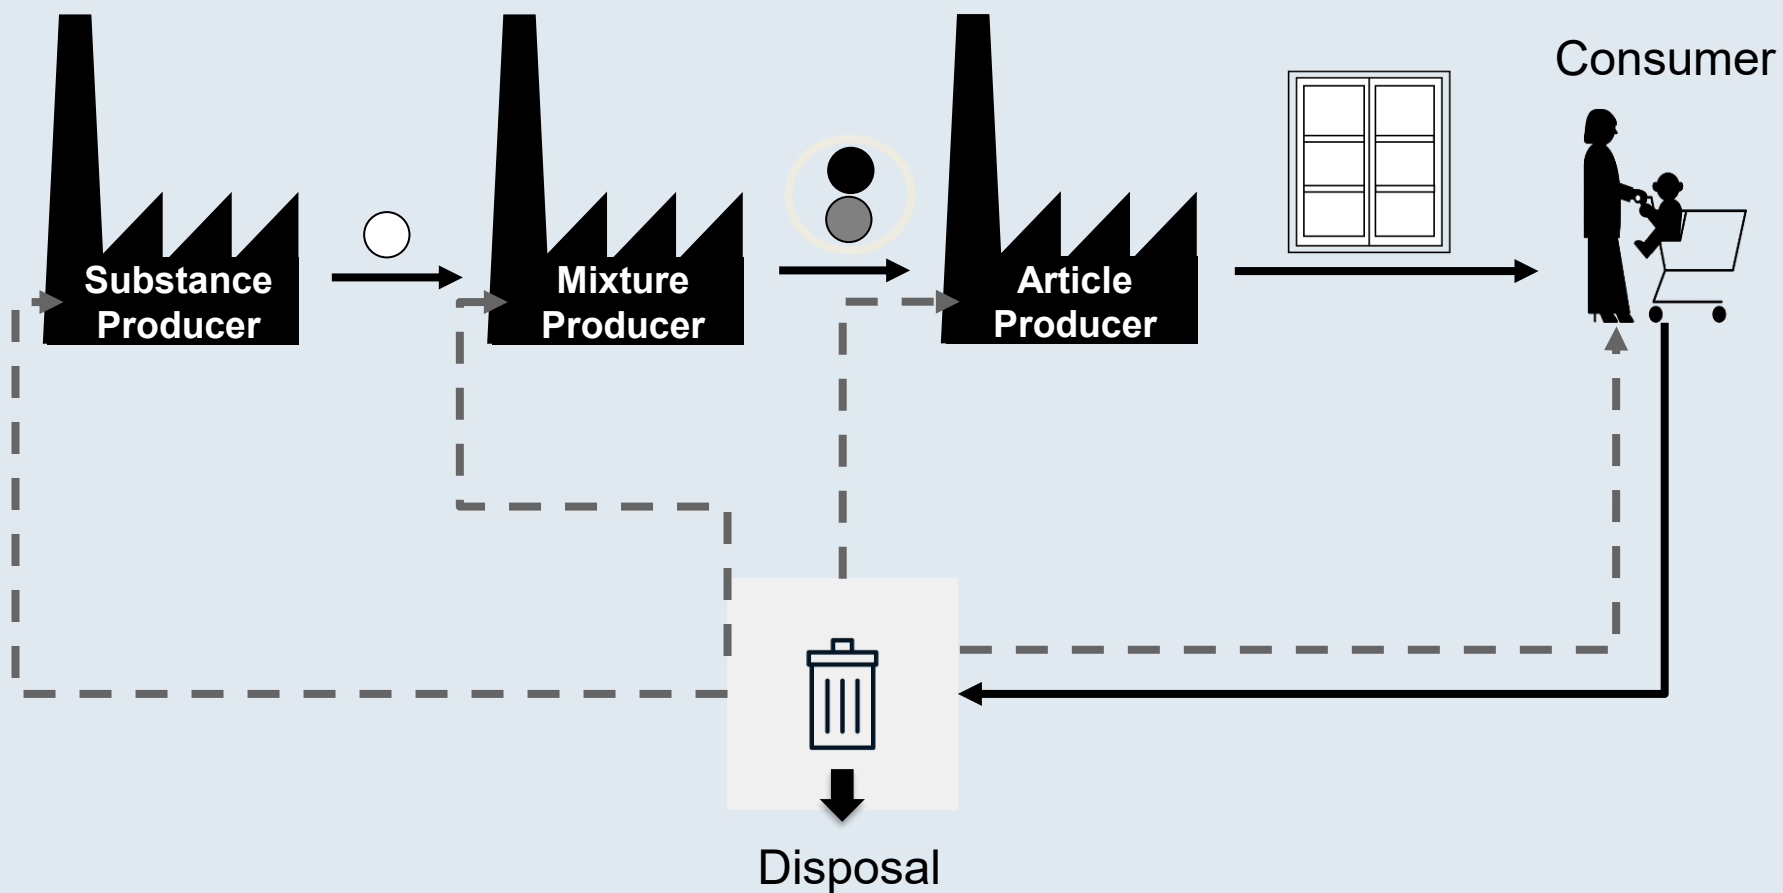 Consumer
Substance
Producer
Mixture
Producer
Article
Producer
Disposal